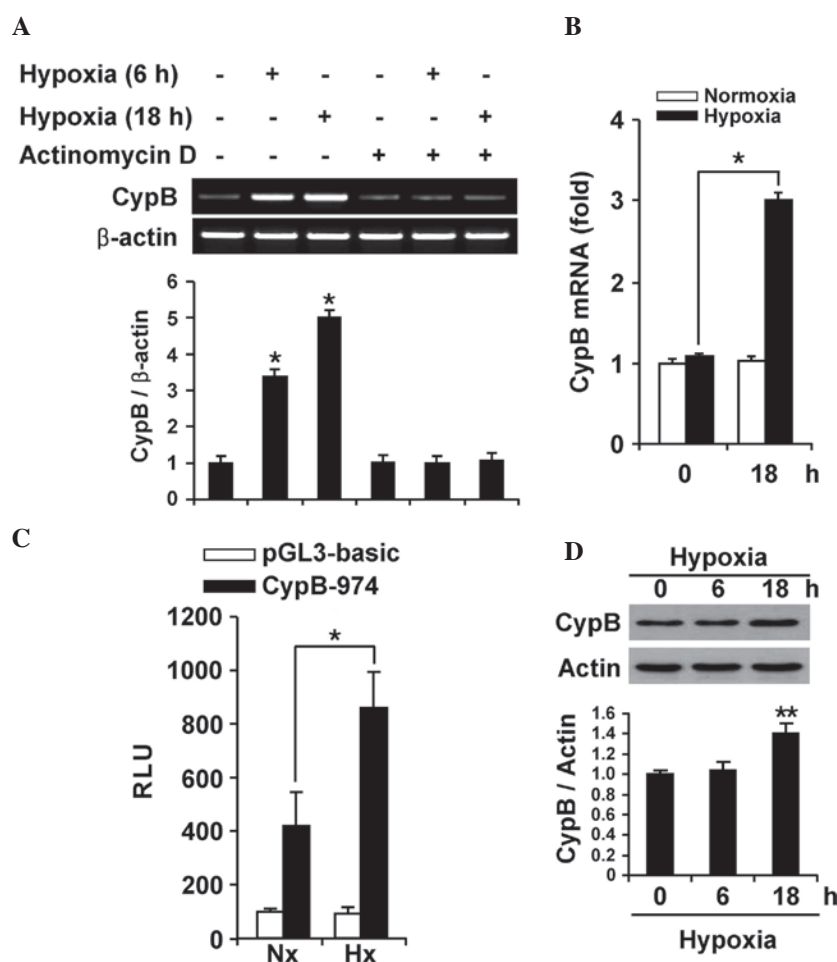 A
Hypoxia (6 h) - + - - + -
Hypoxia (18 h) - - + - - +
Actinomycin D - - - + + +
CypB
β-actin
CypB / β-actin
7
6
5
4
3
2
1
0
*
*
B
Normoxia
Hypoxia
CypB mRNA (fold)
4
3
2
1
0
*
0 18 h
C
pGL3-basic
CypB-974
RLU
1200
1000
800
600
400
200
0
*
Nx Hx
D
Hypoxia
0 6 18 h
CypB
Actin
CypB / Actin
1.6
1.4
1.2
1.0
0.8
0.6
0.4
0.2
0
**
0 6 18 h
Hypoxia